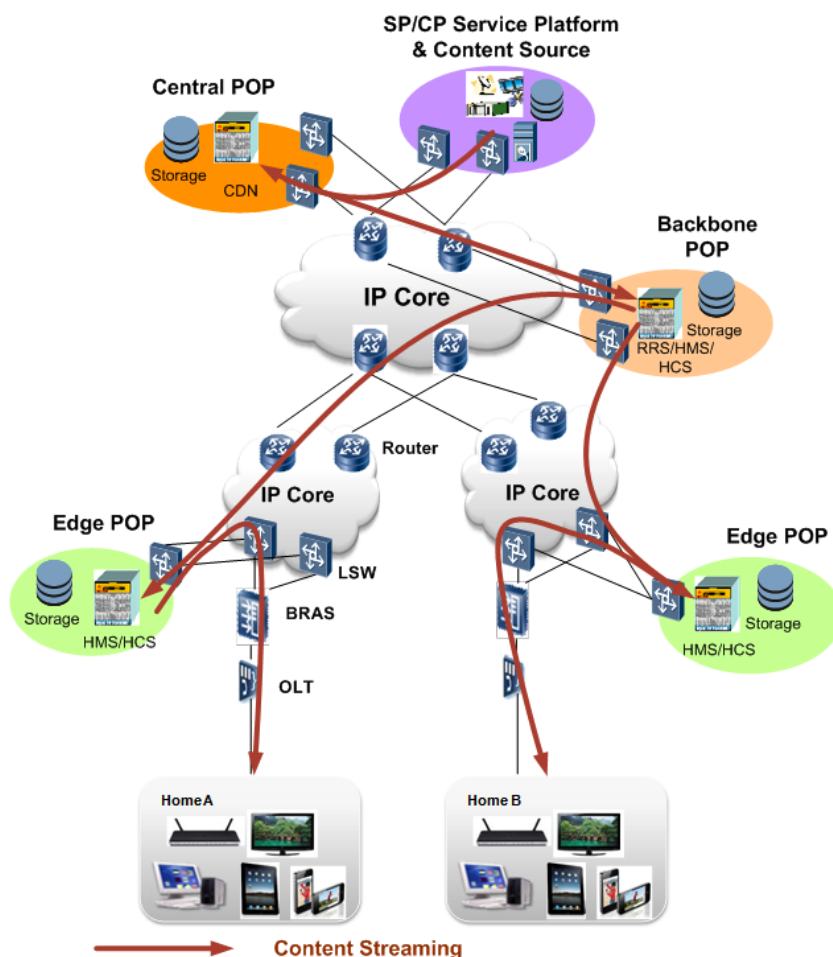 SP/CP Service Platform
& Content Source
Central POP
Storage
CDN
Backbone
POP
IP Core
Storage
RRS/HMS/
HCS
Router
IP Core
IP Core
Edge POP
Edge POP
LSW
Storage
HMS/HCS
BRAS
Storage
HMS/HCS
OLT
HomeA
Home B
Content Streaming